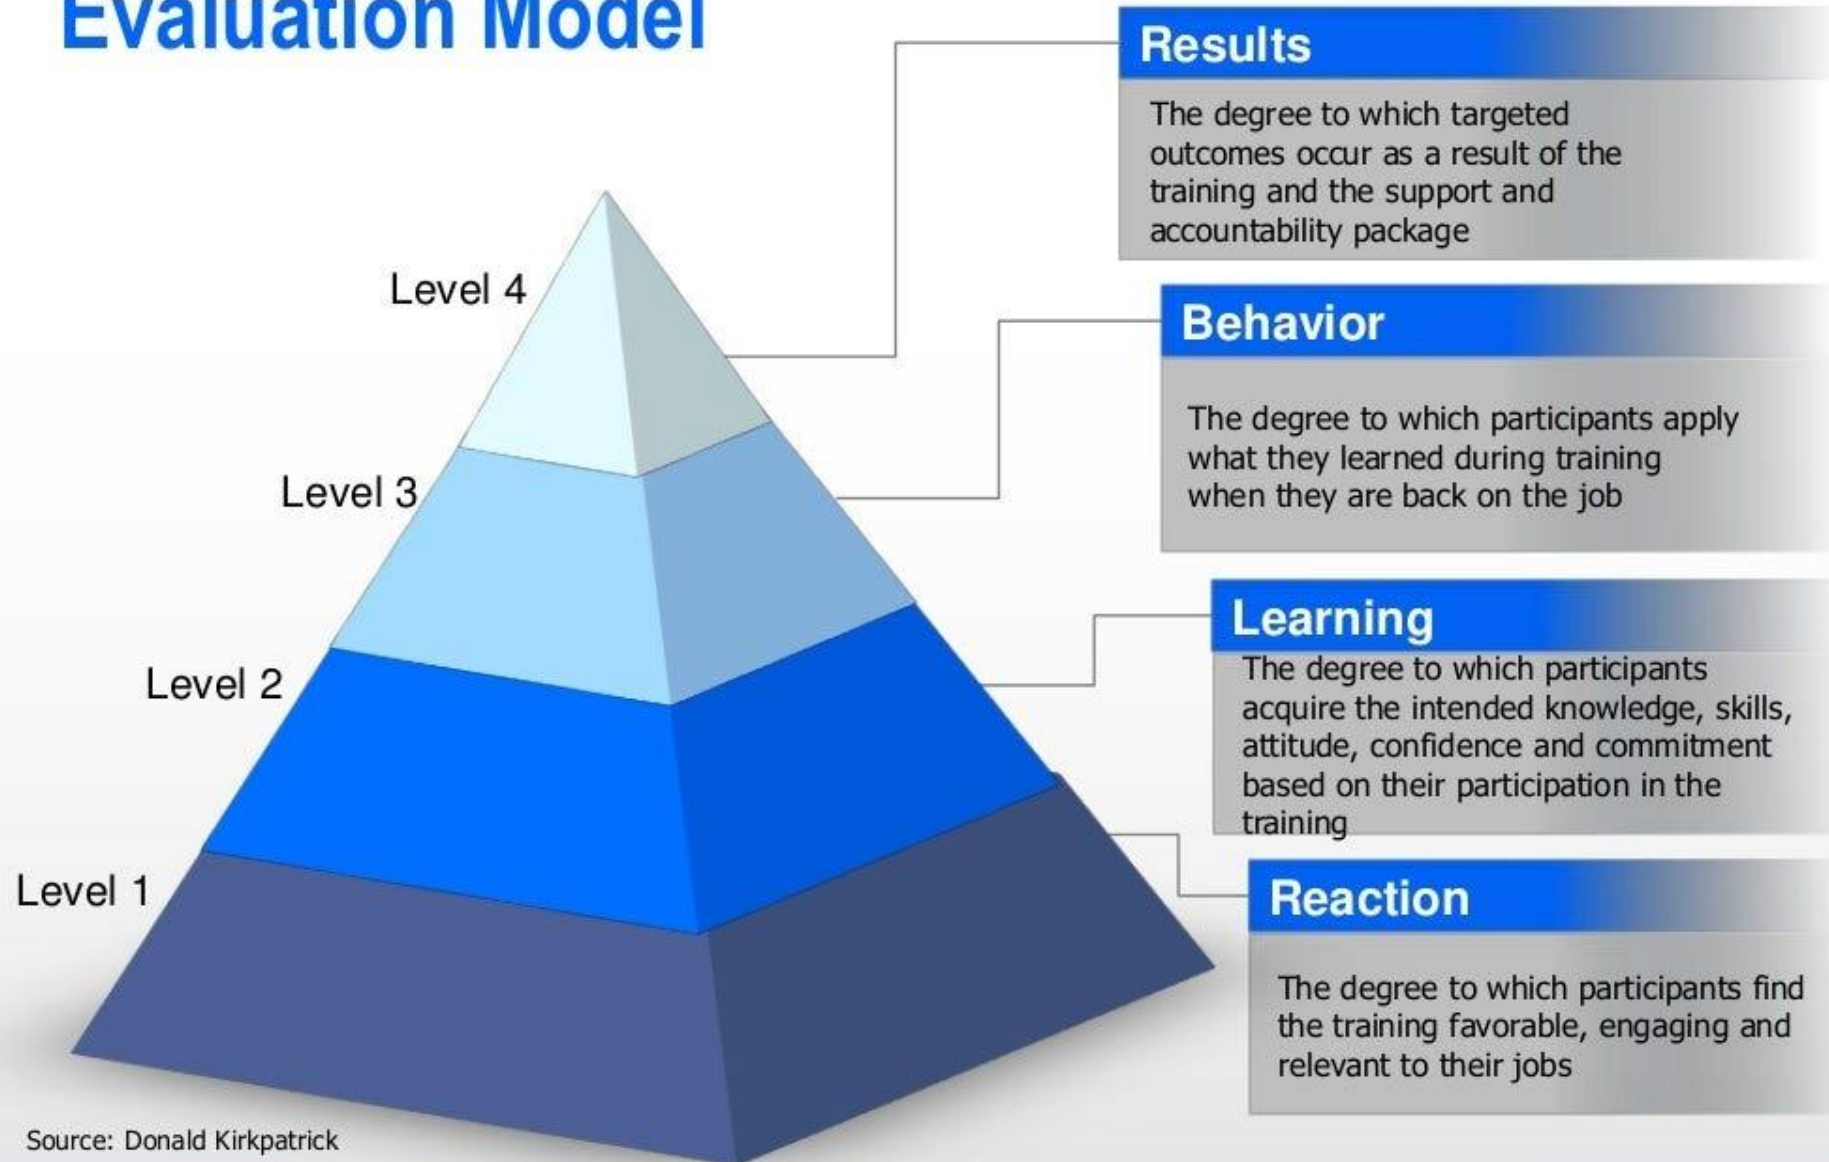 Evaluation Model
Results
The degree to which targeted
outcomes occur as a result of the
training and the support and
accountability package
Level 4
Behavior
The degree to which participants apply
what they learned during training
when they are back on the job
Level 3
Learning
The degree to which participants
acquire the intended knowledge, skills,
attitude, confidence and commitment
based on their participation in the
training
Level 2
Reaction
The degree to which participants find
the training favorable, engaging and
relevant to their jobs
Level 1
Source: Donald Kirkpatrick